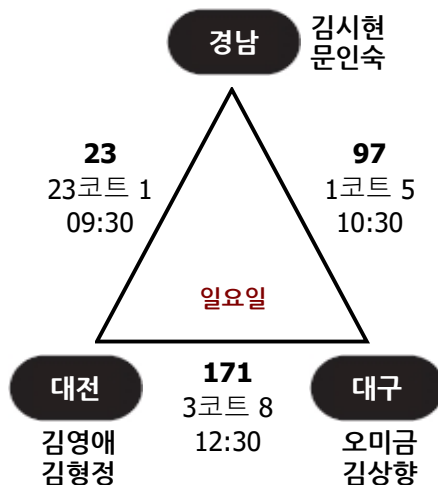 경남
김시현
문인숙
23
23코트 1
09:30
97
1코트 5
10:30
일요일
대전
김영애
김형정
171
3코트 8
12:30
대구
오미금
김상향